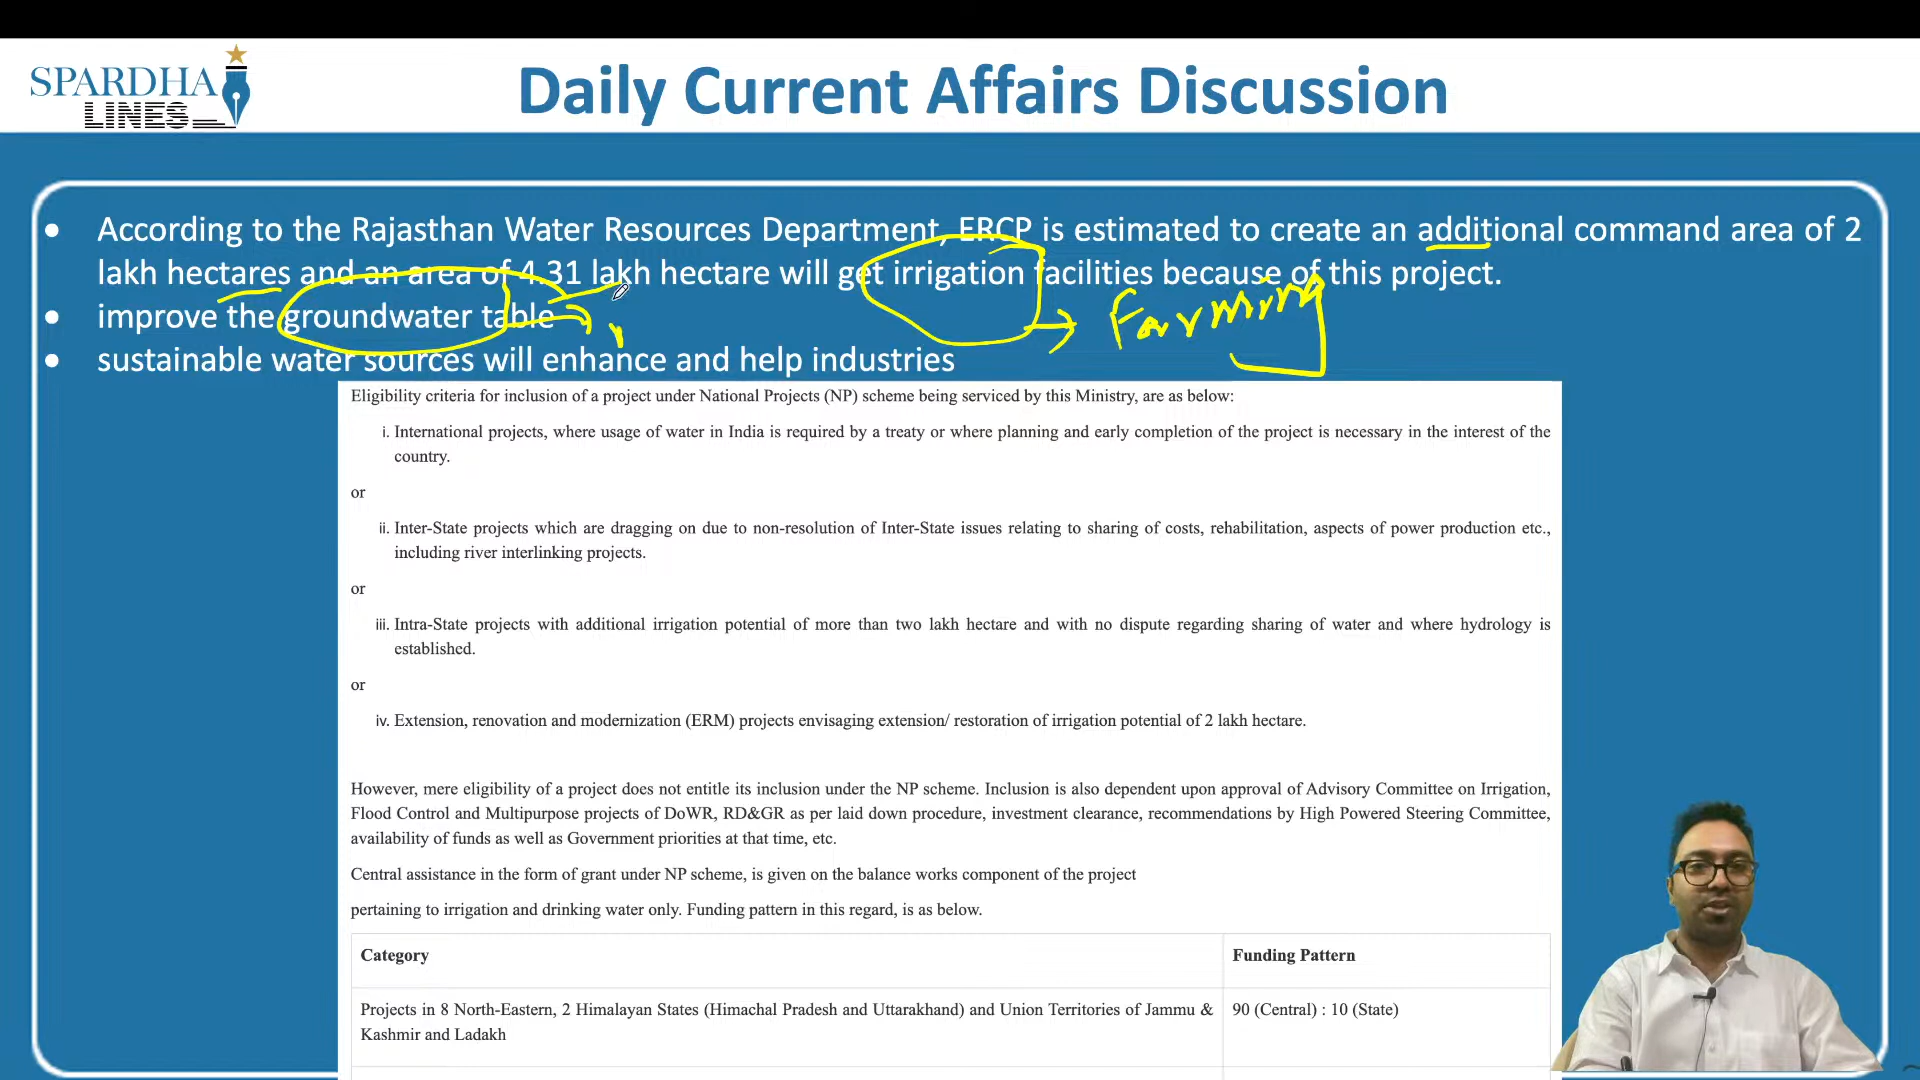 SPARDHA
LINES
Daily Current Affairs Discussion
• According to the Rajasthan Water Resources Department, ERCP is estimated to create an additional command area of 2
lakh hectares and an area of 4.31 lakh hectare will get irrigation facilities because of this project.
• improve the groundwater table
Farming
• sustainable water sources will enhance and help industries
Eligibility criteria for inclusion of a project under National Projects (NP) scheme being serviced by this Ministry, are as below:
i. International projects, where usage of water in India is required by a treaty or where planning and early completion of the project is necessary in the interest of the
country.
or
ii. Inter-State projects which are dragging on due to non-resolution of Inter-State issues relating to sharing of costs, rehabilitation, aspects of power production etc.,
including river interlinking projects.
or
iii. Intra-State projects with additional irrigation potential of more than two lakh hectare and with no dispute regarding sharing of water and where hydrology is
established.
or
iv. Extension, renovation and modernization (ERM) projects envisaging extension/ restoration of irrigation potential of 2 lakh hectare.
However, mere eligibility of a project does not entitle its inclusion under the NP scheme. Inclusion is also dependent upon approval of Advisory Committee on Irrigation,
Flood Control and Multipurpose projects of DoWR, RD&GR as per laid down procedure, investment clearance, recommendations by High Powered Steering Committee,
availability of funds as well as Government priorities at that time, etc.
Central assistance in the form of grant under NP scheme, is given on the balance works component of the project
pertaining to irrigation and drinking water only. Funding pattern in this regard, is as below.
Category Funding Pattern
Projects in 8 North-Eastern, 2 Himalayan States (Himachal Pradesh and Uttarakhand) and Union Territories of Jammu & 90 (Central) : 10 (State)
Kashmir and Ladakh